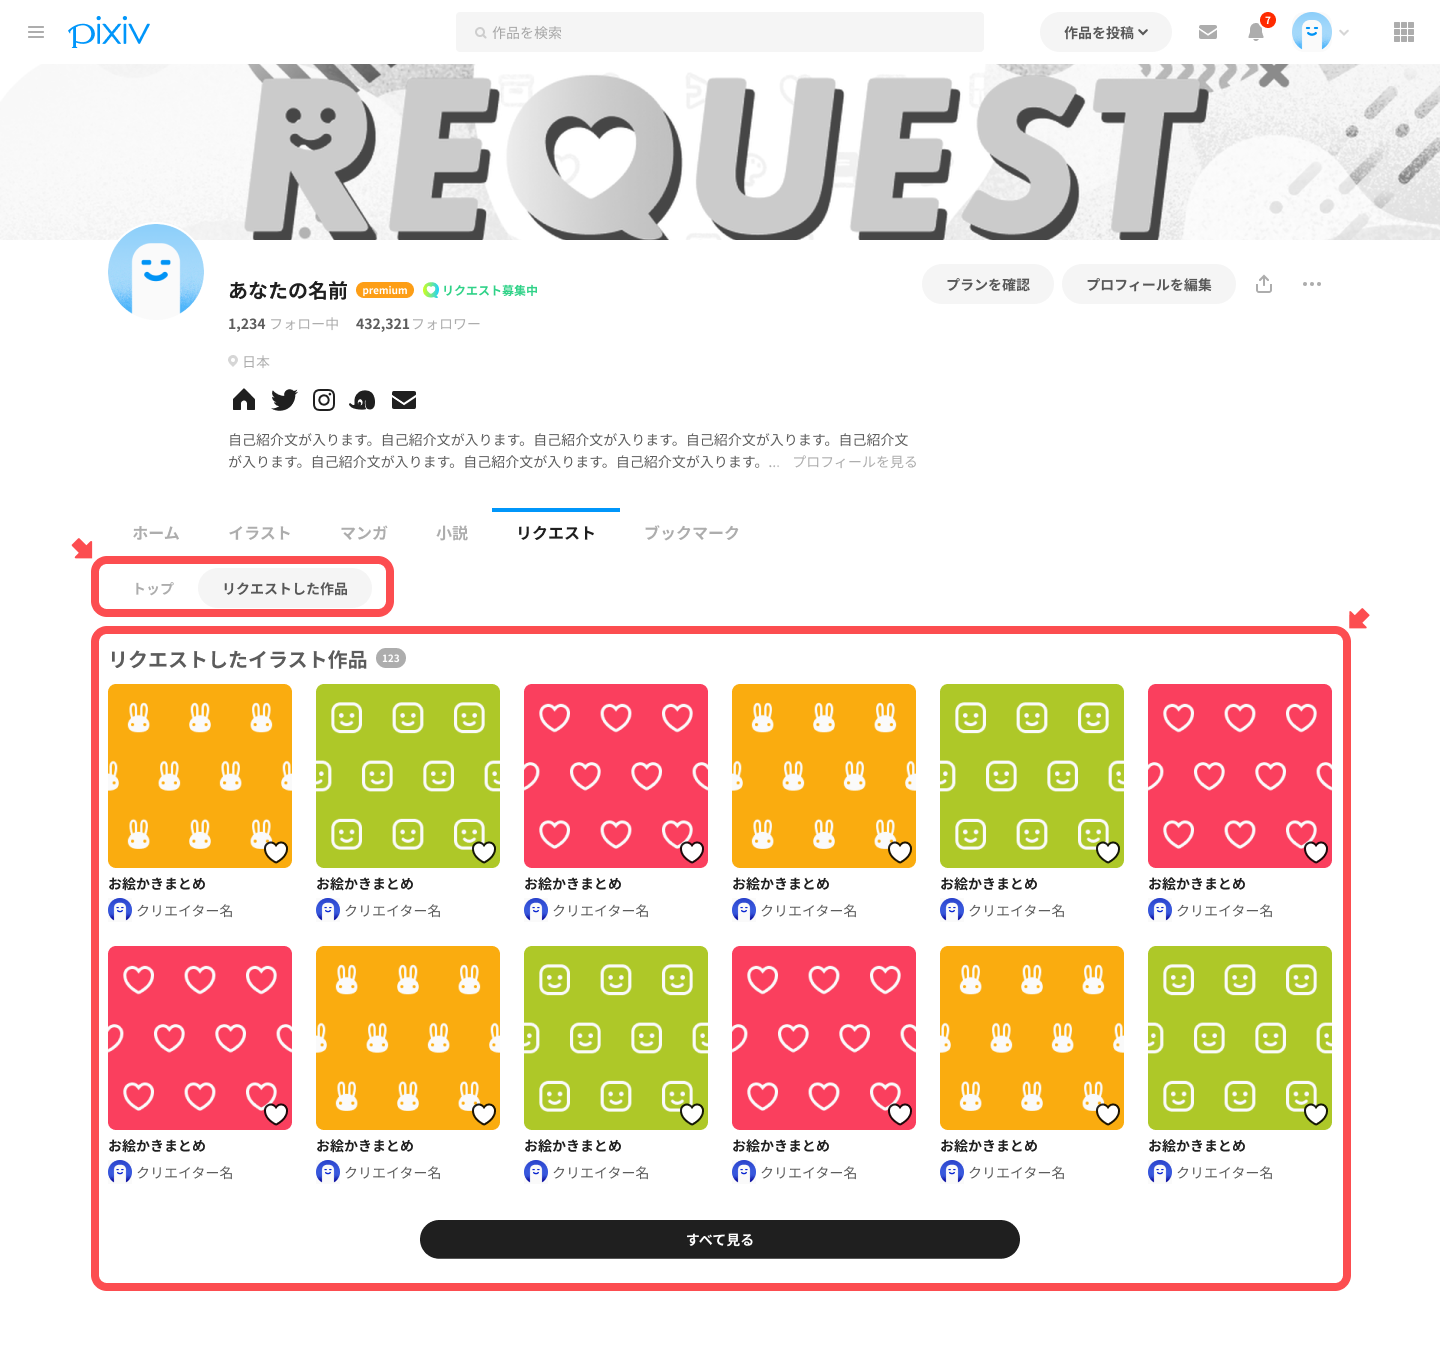 pixiv
作品を検索
作品を投稿
7
REQUEST
あなたの名前 premium リクエスト募集中
プランを確認
プロフィールを編集
1,234 フォロー中 432,321フォロワー
日本
自己紹介文が入ります。自己紹介文が入ります。自己紹介文が入ります。自己紹介文が入ります。自己紹介文
が入ります。自己紹介文が入ります。自己紹介文が入ります。自己紹介文が入ります。... プロフィールを見る
ホーム イラスト マンガ 小説 リクエスト ブックマーク
トップ リクエストした作品
リクエストしたイラスト作品 123
お絵かきまとめ お絵かきまとめ お絵かきまとめ お絵かきまとめ お絵かきまとめ お絵かきまとめ
クリエイター名 クリエイター名 クリエイター名 クリエイター名 クリエイター名 クリエイター名
お絵かきまとめ お絵かきまとめ お絵かきまとめ お絵かきまとめ お絵かきまとめ お絵かきまとめ
クリエイター名 クリエイター名 クリエイター名 クリエイター名 クリエイター名 クリエイター名
すべて見る